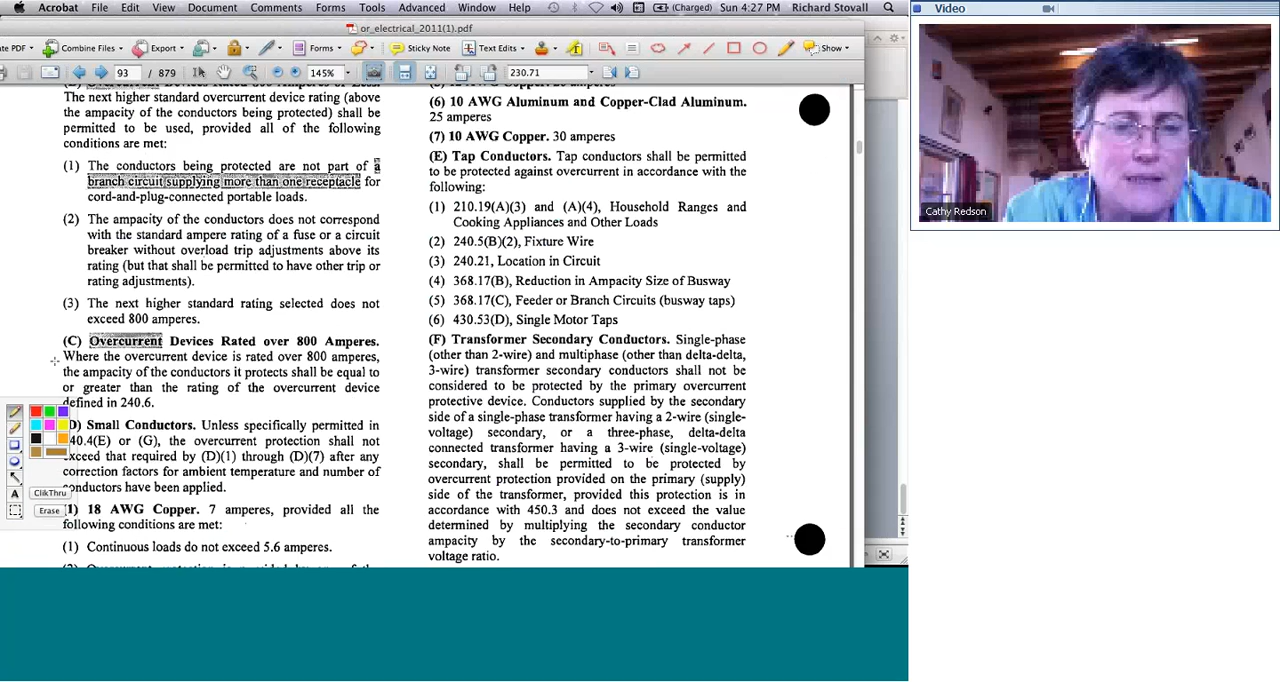 Acrobat File Edit View Document Comments Forms Tools Advanced Window Help (Charged) Sun 4:27 PM Richard Stovall
or_electrical_2011(1).pdf
te PDF Combine Files Export Forms Sticky Note Text Edits Show
93 / 879 145% 230.71
The next higher standard overcurrent device rating (above
the ampacity of the conductors being protected) shall be
permitted to be used, provided all of the following
conditions are met:
(1) The conductors being protected are not part of a
branch circuit supplying more than one receptacle for
cord-and-plug-connected portable loads.
(2) The ampacity of the conductors does not correspond
with the standard ampere rating of a fuse or a circuit
breaker without overload trip adjustments above its
rating (but that shall be permitted to have other trip or
rating adjustments).
(3) The next higher standard rating selected does not
exceed 800 amperes.
(C) Overcurrent Devices Rated over 800 Amperes.
Where the overcurrent device is rated over 800 amperes,
the ampacity of the conductors it protects shall be equal to
or greater than the rating of the overcurrent device
defined in 240.6.
D) Small Conductors. Unless specifically permitted in
40.4(E) or (G), the overcurrent protection shall not
exceed that required by (D)(1) through (D)(7) after any
correction factors for ambient temperature and number of
conductors have been applied.
1) 18 AWG Copper. 7 amperes, provided all the
following conditions are met:
(1) Continuous loads do not exceed 5.6 amperes.
A
ClikThru
Erase
(6) 10 AWG Aluminum and Copper-Clad Aluminum.
25 amperes
(7) 10 AWG Copper. 30 amperes
(E) Tap Conductors. Tap conductors shall be permitted
to be protected against overcurrent in accordance with the
following:
(1) 210.19(A)(3) and (A)(4), Household Ranges and
Cooking Appliances and Other Loads
(2) 240.5(B)(2), Fixture Wire
(3) 240.21, Location in Circuit
(4) 368.17(B), Reduction in Ampacity Size of Busway
(5) 368.17(C), Feeder or Branch Circuits (busway taps)
(6) 430.53(D), Single Motor Taps
(F) Transformer Secondary Conductors. Single-phase
(other than 2-wire) and multiphase (other than delta-delta,
3-wire) transformer secondary conductors shall not be
considered to be protected by the primary overcurrent
protective device. Conductors supplied by the secondary
side of a single-phase transformer having a 2-wire (single-
voltage) secondary, or a three-phase, delta-delta
connected transformer having a 3-wire (single-voltage)
secondary, shall be permitted to be protected by
overcurrent protection provided on the primary (supply)
side of the transformer, provided this protection is in
accordance with 450.3 and does not exceed the value
determined by multiplying the secondary conductor
ampacity by the secondary-to-primary transformer
voltage ratio.
Video
Cathy Redson